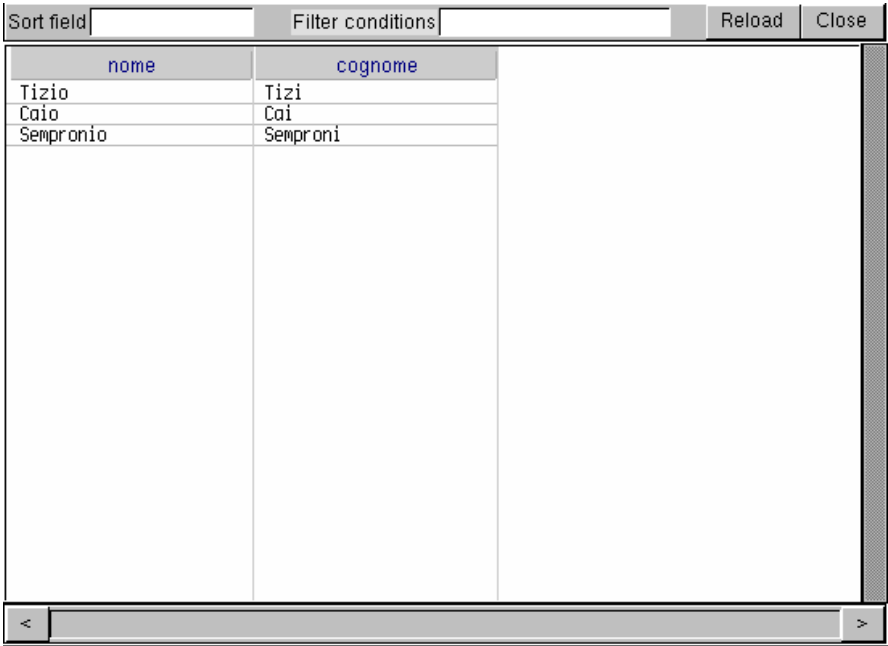 Sort field Filter conditions Reload Close
nome cognome
Tizio Tizi
Caio Cai
Sempronio Semproni
< >